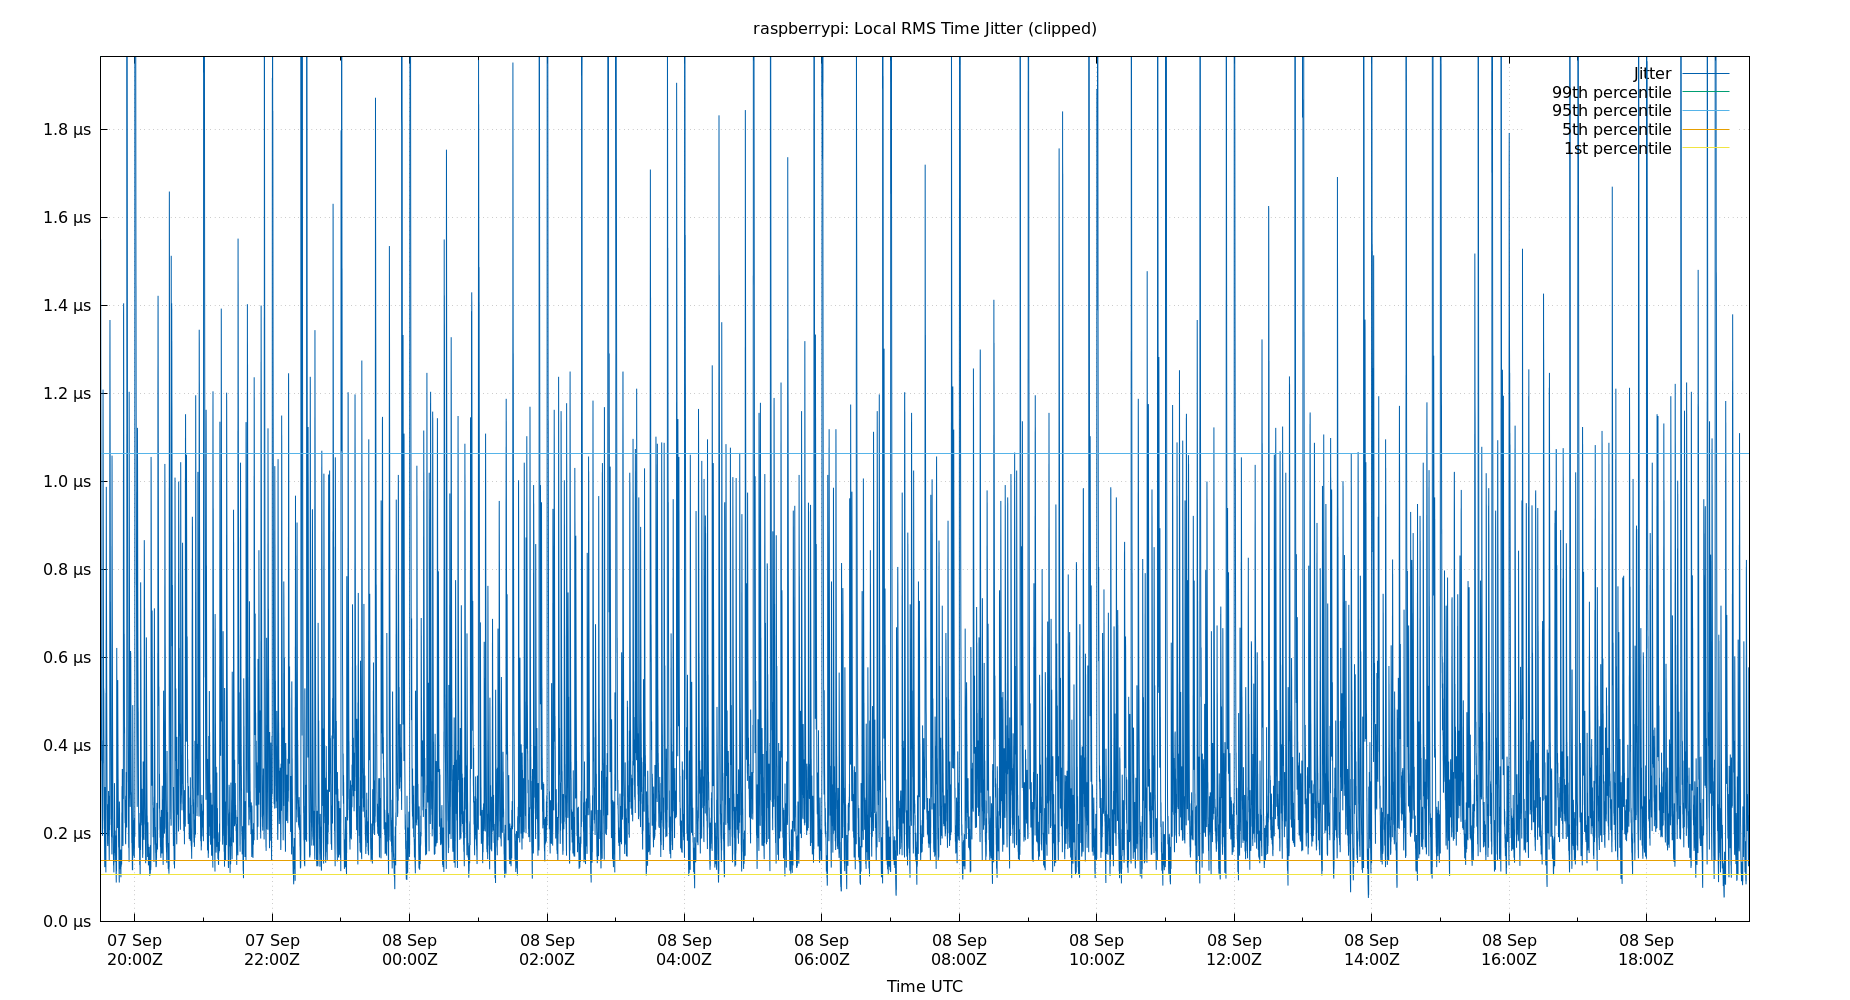 raspberrypi: Local RMS Time Jitter (clipped)
Jitter
99th percentile
95th percentile
5th percentile
1st percentile
1.8 µs
1.6 µs
1.4 µs
1.2 µs
1.0 µs
0.8 µs
0.6 µs
0.4 µs
0.2 µs
0.0 µs
07 Sep 07 Sep 08 Sep 08 Sep 08 Sep 08 Sep 08 Sep 08 Sep 08 Sep 08 Sep 08 Sep 08 Sep
20:00Z 22:00Z 00:00Z 02:00Z 04:00Z 06:00Z 08:00Z 10:00Z 12:00Z 14:00Z 16:00Z 18:00Z
Time UTC